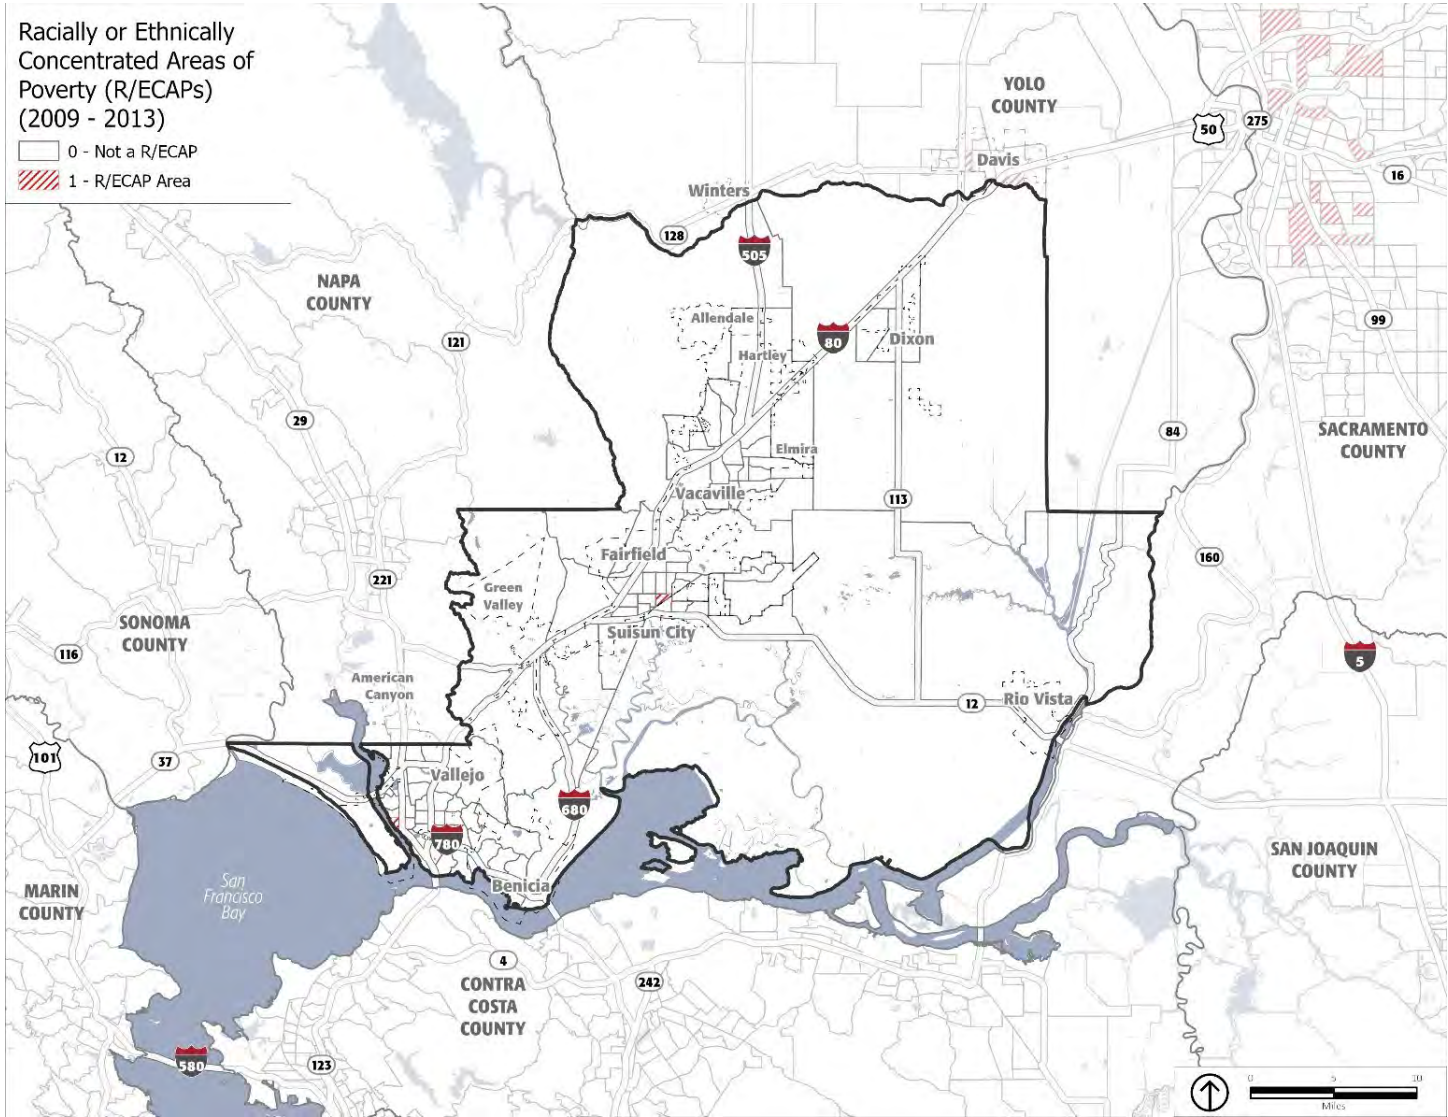 Racially or Ethnically
Concentrated Areas of
Poverty (R/ECAPs)
(2009 - 2013)
0 - Not a R/ECAP
1 - R/ECAP Area
YOLO
COUNTY
50
275
Davis
16
Winters
128
505
NAPA
COUNTY
Allendale
99
121
80
Dixon
Hartley
29
SACRAMENTO
COUNTY
84
12
Elmira
Vacaville
113
Fairfield
160
221
Green
Valley
SONOMA
COUNTY
Suisun City
116
5
American
Canyon
12
Rio Vista
101
37
Vallejo
680
780
SAN JOAQUIN
COUNTY
MARIN
COUNTY
San
Francisco
Bay
Benicia
4
242
CONTRA
COSTA
COUNTY
580
123
0 5 10
Miles